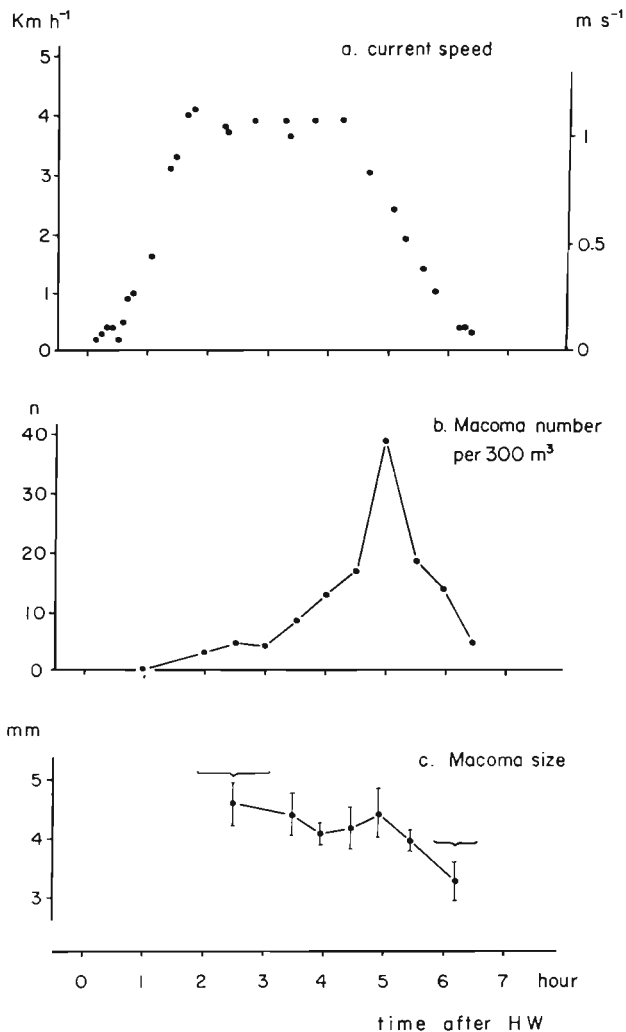 Km h⁻¹
m s⁻¹
a. current speed
5
4
3
2
1
0
1
0.5
0
n
b. Macoma number
per 300 m³
40
30
20
10
0
mm
c. Macoma size
5
4
3
0 1 2 3 4 5 6 7 hour
time after HW